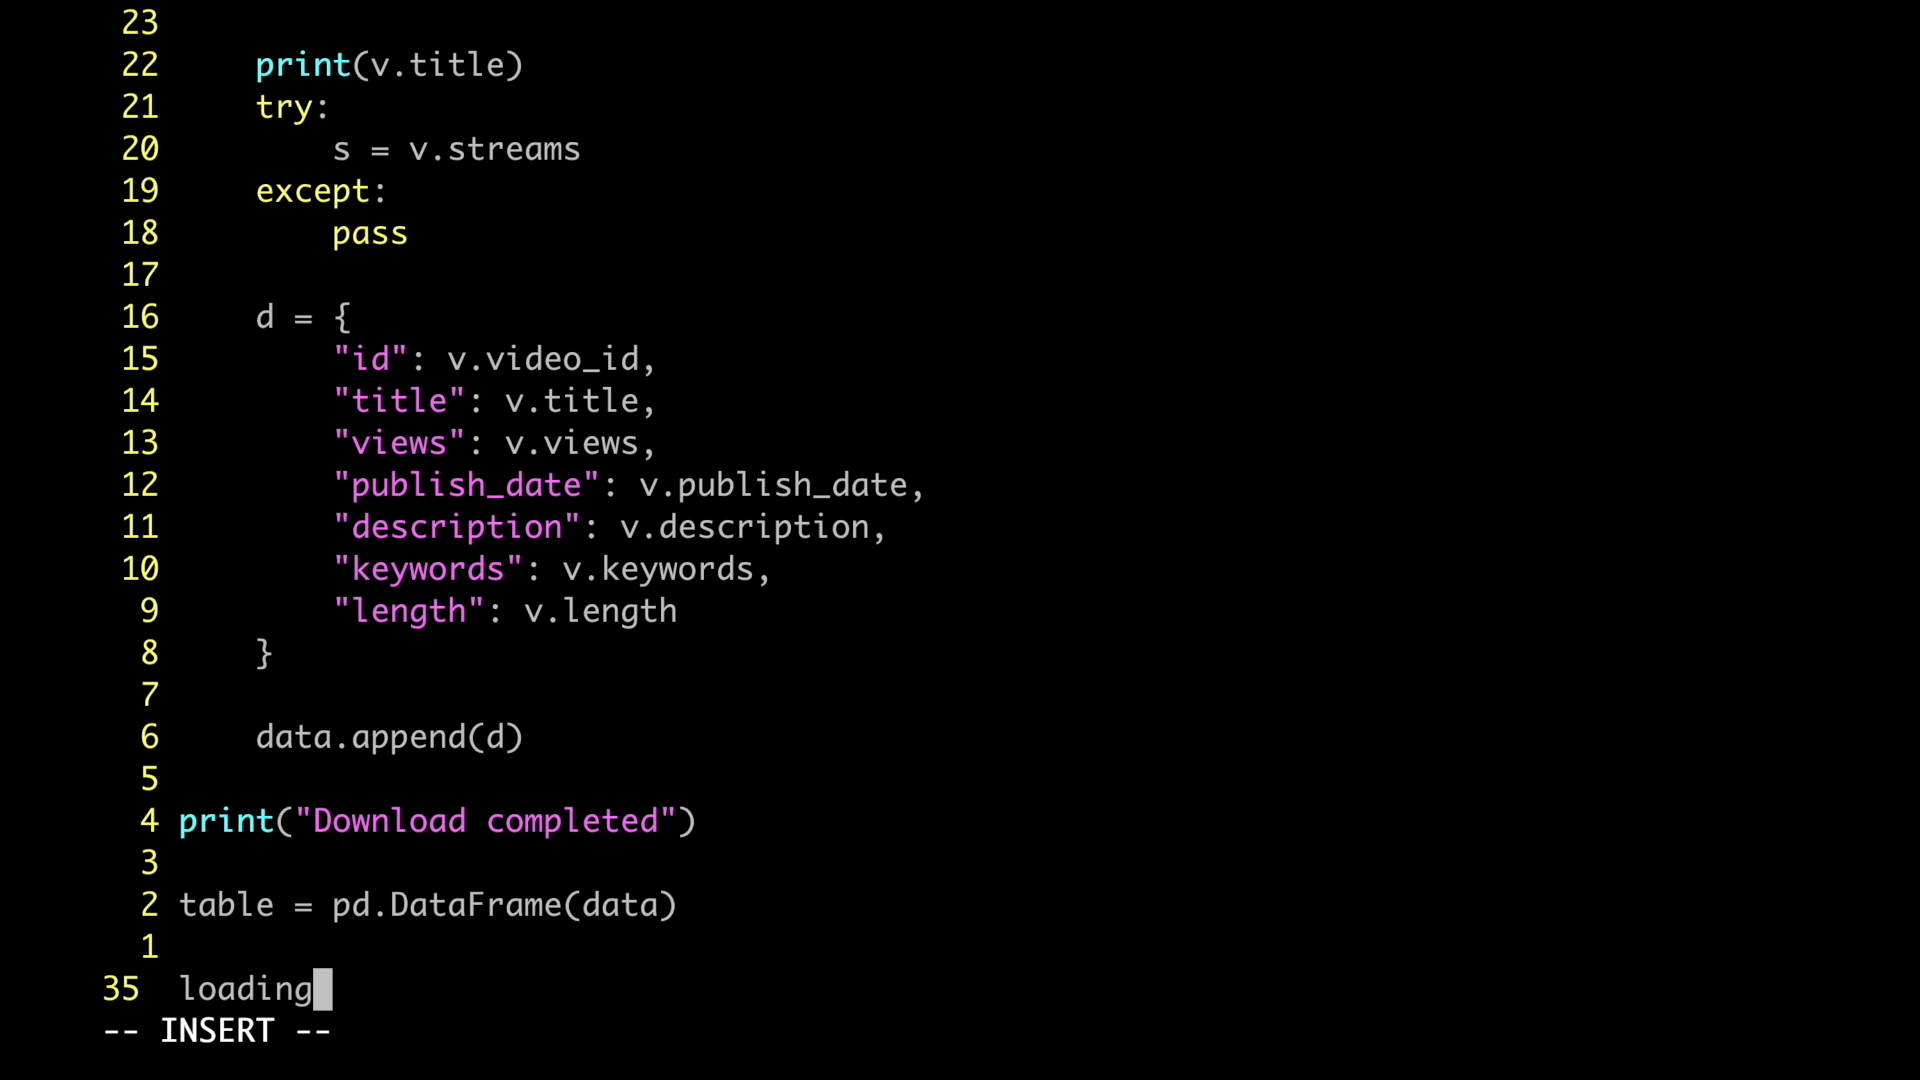 23
22     print(v.title)
21     try:
20         s = v.streams
19     except:
18         pass
17
16     d = {
15         "id": v.video_id,
14         "title": v.title,
13         "views": v.views,
12         "publish_date": v.publish_date,
11         "description": v.description,
10         "keywords": v.keywords,
9         "length": v.length
8     }
7
6     data.append(d)
5
4 print("Download completed")
3
2 table = pd.DataFrame(data)
1
35  loading
-- INSERT --